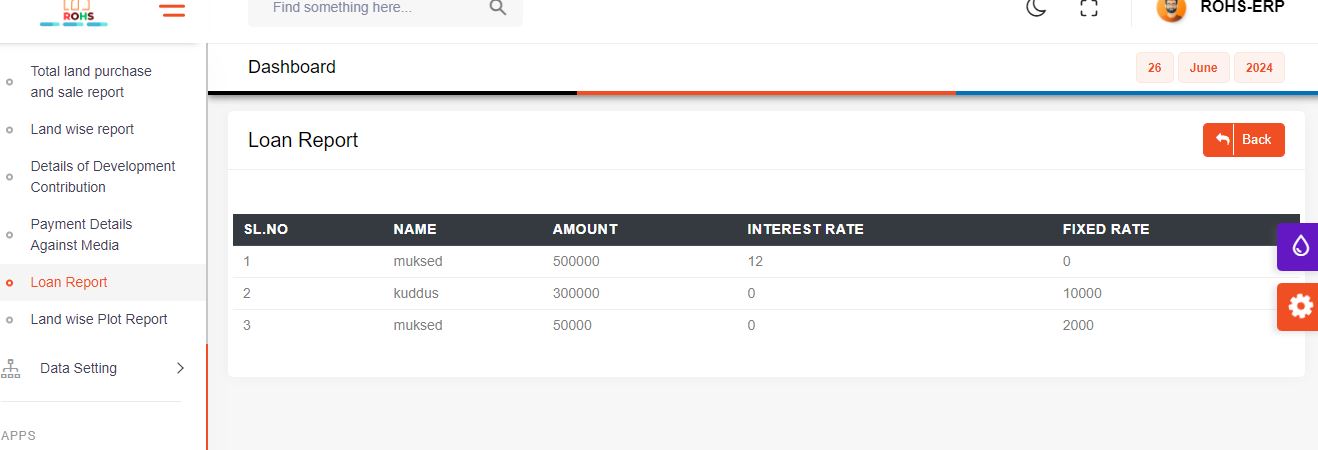 ROHS
Find something here...
ROHS-ERP
Total land purchase
and sale report
Land wise report
Details of Development
Contribution
Payment Details
Against Media
Loan Report
Land wise Plot Report
Data Setting
APPS
Dashboard
26 June 2024
Loan Report
Back
SL.NO NAME AMOUNT INTEREST RATE FIXED RATE
1 muksed 500000 12 0
2 kuddus 300000 0 10000
3 muksed 50000 0 2000